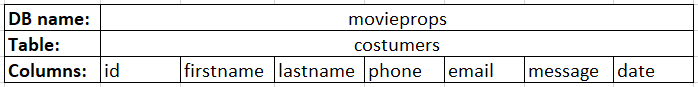 DB name: movieprops
Table: costumers
Columns: id firstname lastname phone email message date